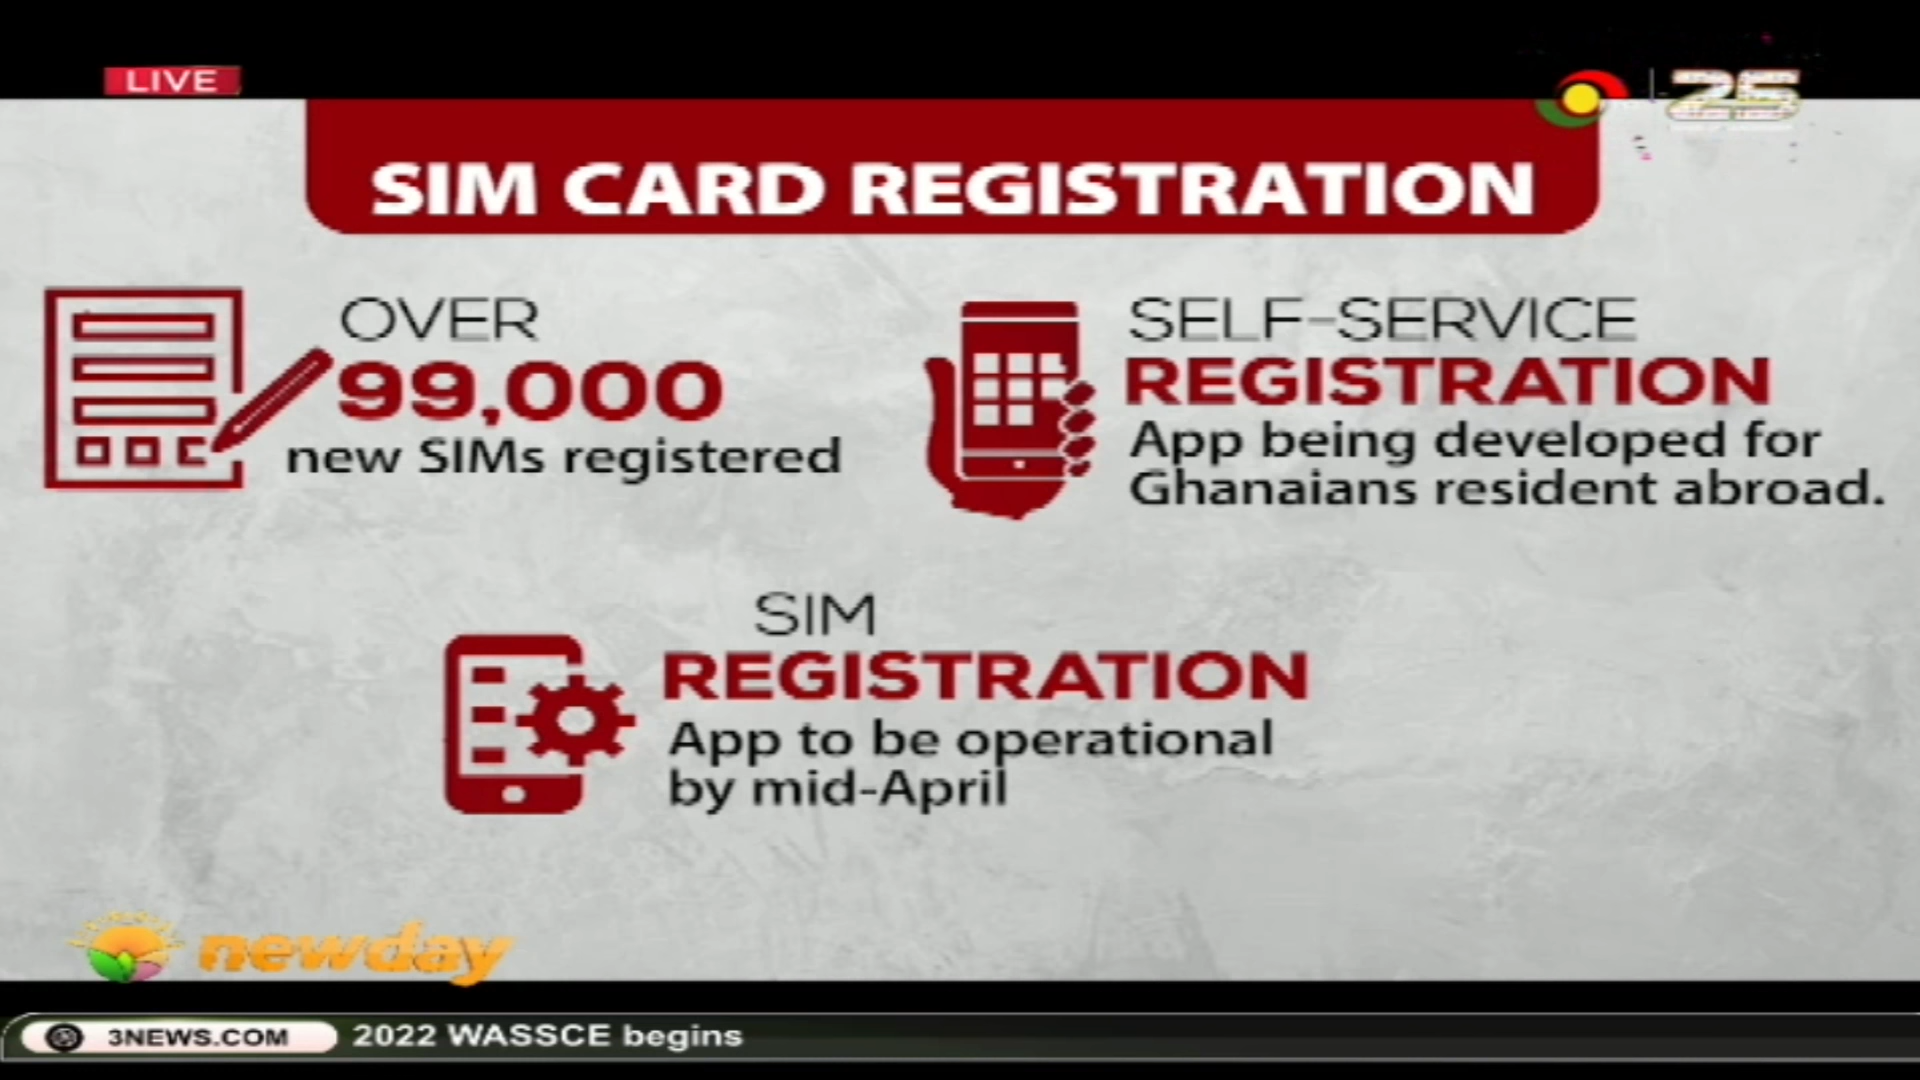 LIVE
25
SIM CARD REGISTRATION
OVER
99,000
new SIMs registered
SELF-SERVICE
REGISTRATION
App being developed for
Ghanaians resident abroad.
SIM
REGISTRATION
App to be operational
by mid-April
newday
3NEWS.COM
2022 WASSCE begins